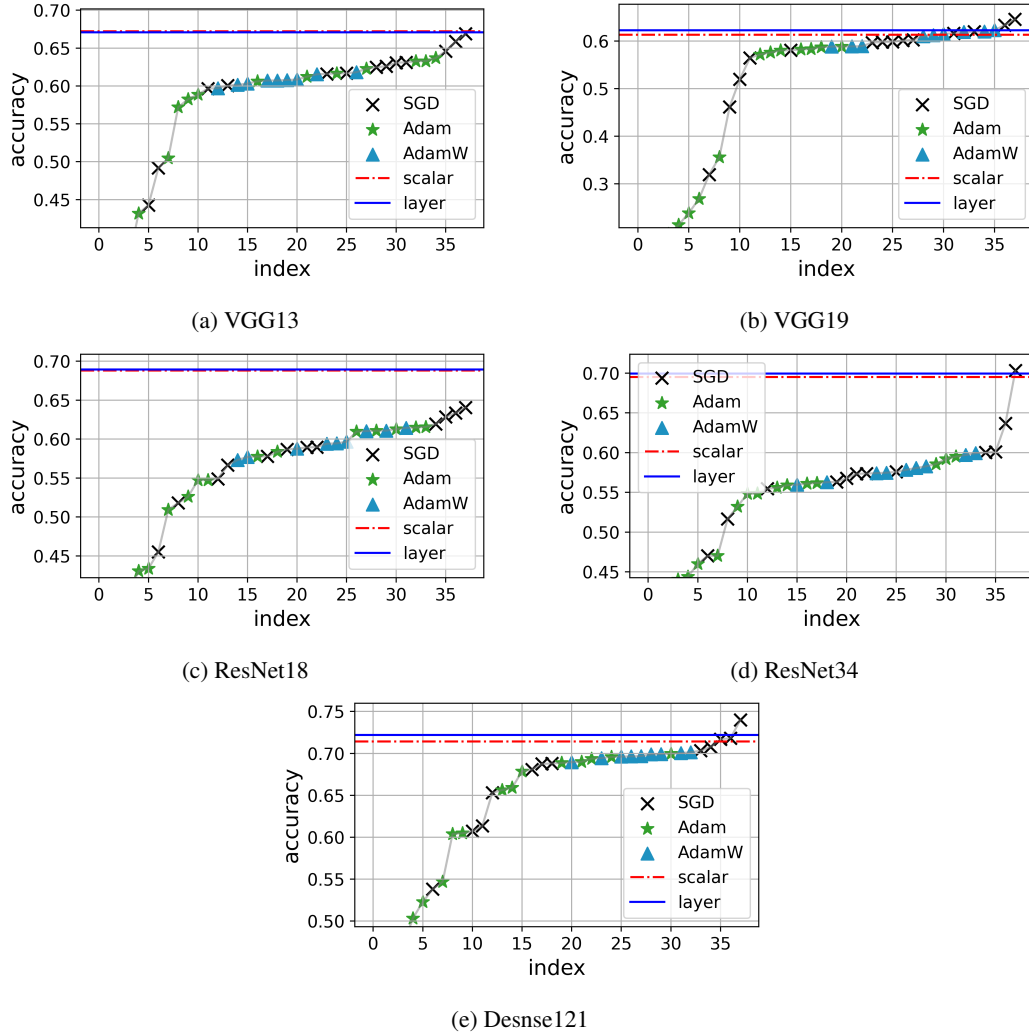 0.65
0.60
0.55
0.50
0.45
accuracy
SGD
Adam
AdamW
scalar
layer
0 5 10 15 20 25 30 35
index
(a) VGG13
0.6
0.5
0.4
0.3
accuracy
SGD
Adam
AdamW
scalar
layer
0 5 10 15 20 25 30 35
index
(b) VGG19
0.70
0.65
0.60
0.55
0.50
0.45
accuracy
SGD
Adam
AdamW
scalar
layer
0 5 10 15 20 25 30 35
index
(c) ResNet18
0.70
0.65
0.60
0.55
0.50
0.45
accuracy
SGD
Adam
AdamW
scalar
layer
0 5 10 15 20 25 30 35
index
(d) ResNet34
0.75
0.70
0.65
0.60
0.55
0.50
accuracy
SGD
Adam
AdamW
scalar
layer
0 5 10 15 20 25 30 35
index
(e) Desnse121